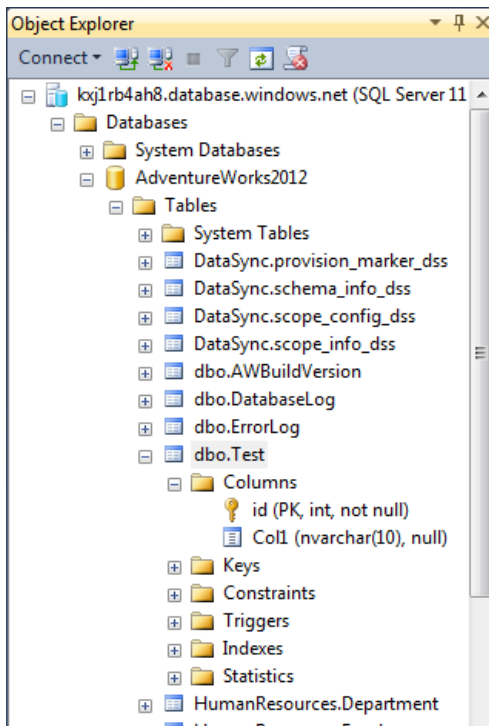 Object Explorer
Connect
kxj1rb4ah8.database.windows.net (SQL Server 11
Databases
System Databases
AdventureWorks2012
Tables
System Tables
DataSync.provision_marker_dss
DataSync.schema_info_dss
DataSync.scope_config_dss
DataSync.scope_info_dss
dbo.AWBuildVersion
dbo.DatabaseLog
dbo.ErrorLog
dbo.Test
Columns
id (PK, int, not null)
Col1 (nvarchar(10), null)
Keys
Constraints
Triggers
Indexes
Statistics
HumanResources.Department